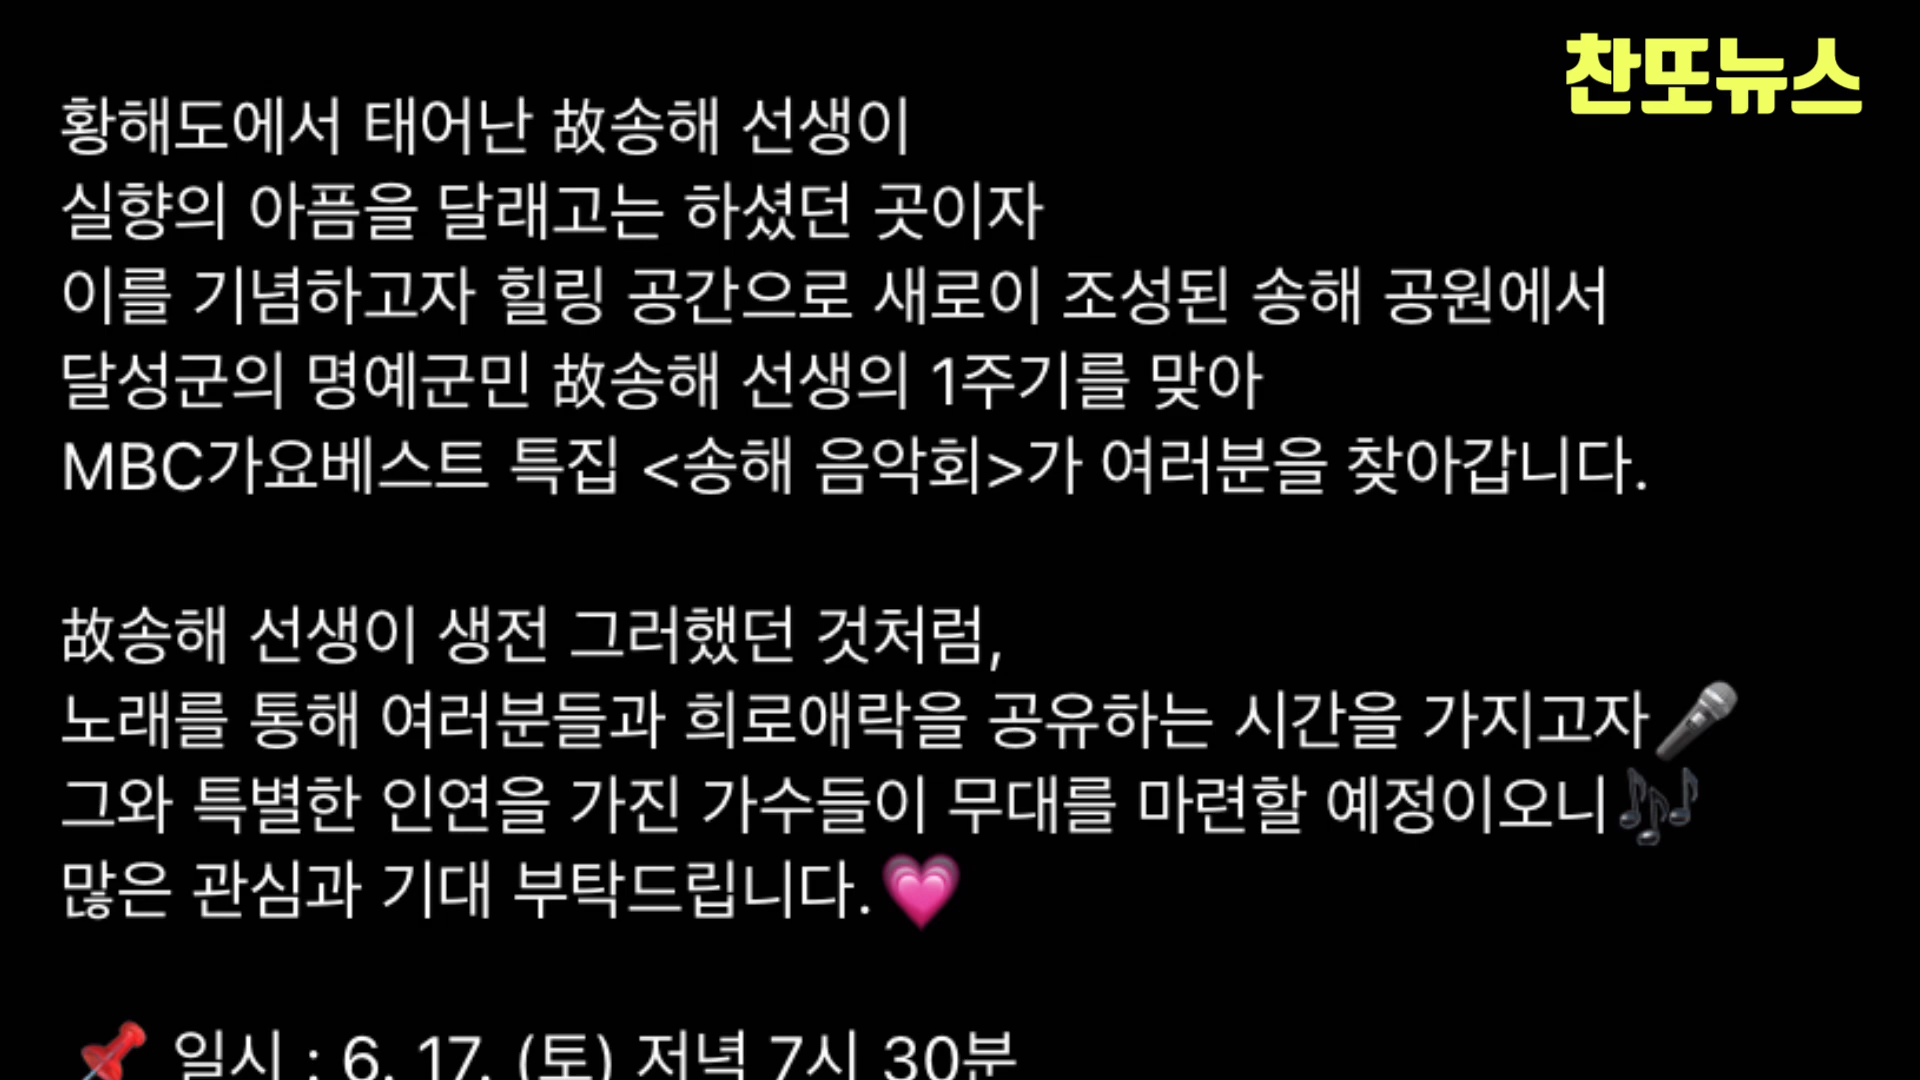 찬또뉴스
황해도에서 태어난 故송해 선생이
실향의 아픔을 달래고는 하셨던 곳이자
이를 기념하고자 힐링 공간으로 새로이 조성된 송해 공원에서
달성군의 명예군민 故송해 선생의 1주기를 맞아
MBC가요베스트 특집 <송해 음악회>가 여러분을 찾아갑니다.
故송해 선생이 생전 그러했던 것처럼,
노래를 통해 여러분들과 희로애락을 공유하는 시간을 가지고자🎤
그와 특별한 인연을 가진 가수들이 무대를 마련할 예정이오니🎶
많은 관심과 기대 부탁드립니다.💗
📌 일시 : 6. 17. (토) 저녁 7시 30분